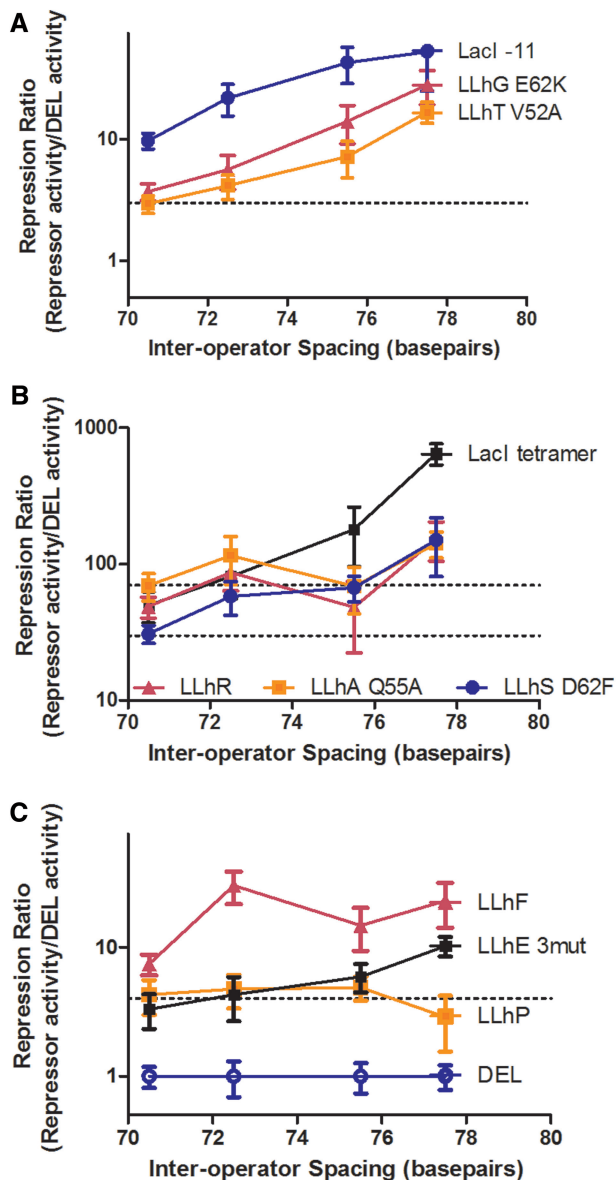 A
Repression Ratio
(Repressor activity/DEL activity)
10
1
LacI -11
LLhG E62K
LLhT V52A
70 72 74 76 78 80
Inter-operator Spacing (basepairs)
B
Repression Ratio
(Repressor activity/DEL activity)
1000
100
10
LacI tetramer
LLhR LLhA Q55A LLhS D62F
70 72 74 76 78 80
Inter-operator Spacing (basepairs)
C
Repression Ratio
(Repressor activity/DEL activity)
10
1
LLhF
LLhE 3mut
LLhP
DEL
70 72 74 76 78 80
Inter-operator Spacing (basepairs)